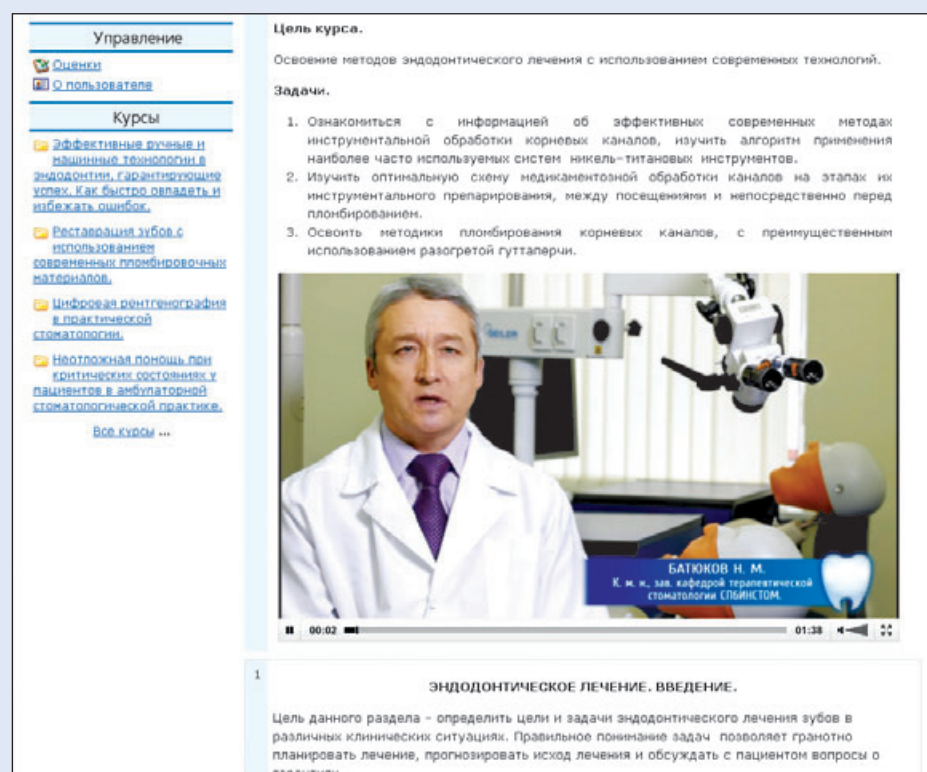 Управление
Оценки
О пользователе
Курсы
Эффективные ручные и
машинные технологии в
эндодонтии, гарантирующие
успех. Как быстро овладеть и
избежать ошибок.
Реставрация зубов с
использованием
современных пломбировочных
материалов.
Цифровая рентгенография
в практической
стоматологии.
Неотложная помощь при
критических состояниях у
пациентов в амбулаторной
стоматологической практике.
Все курсы ...
Цель курса.
Освоение методов эндодонтического лечения с использованием современных технологий.
Задачи.
1. Ознакомиться с информацией об эффективных современных методах
инструментальной обработки корневых каналов, изучить алгоритм применения
наиболее часто используемых систем никель-титановых инструментов.
2. Изучить оптимальную схему медикаментозной обработки каналов на этапах их
инструментального препарирования, между посещениями и непосредственно перед
пломбированием.
3. Освоить методики пломбирования корневых каналов, с преимущественным
использованием разогретой гуттаперчи.
БАТЮКОВ Н. М.
К. м. н., зав. кафедрой терапевтической
стоматологии СПБИНСТОМ.
00:02 01:38
1
ЭНДОДОНТИЧЕСКОЕ ЛЕЧЕНИЕ. ВВЕДЕНИЕ.
Цель данного раздела - определить цели и задачи эндодонтического лечения зубов в
различных клинических ситуациях. Правильное понимание задач позволяет грамотно
планировать лечение, прогнозировать исход лечения и обсуждать с пациентом вопросы о